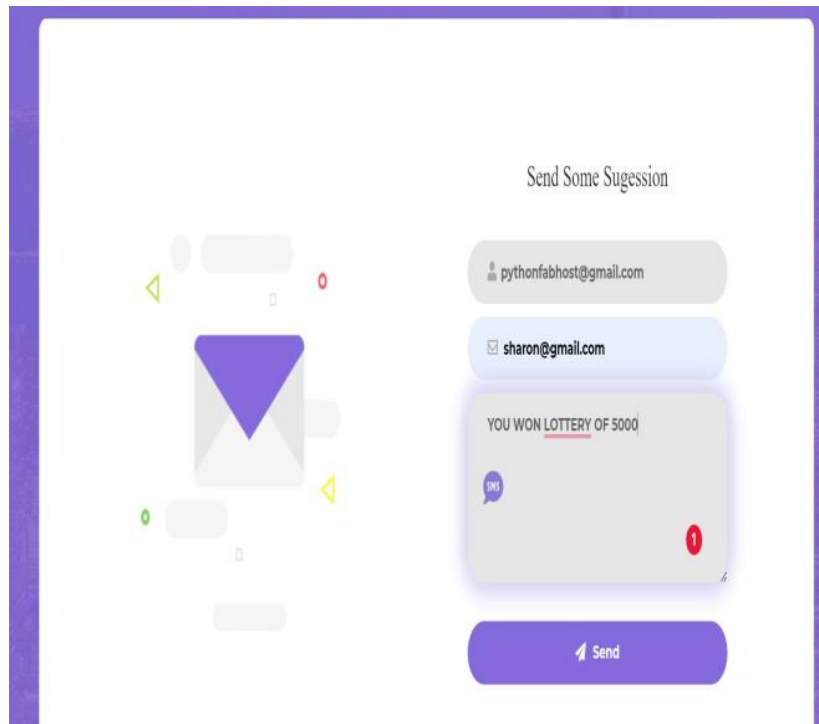 Send Some Sugession
pythonfabhost@gmail.com
sharon@gmail.com
YOU WON LOTTERY OF 5000
SMS
1
Send